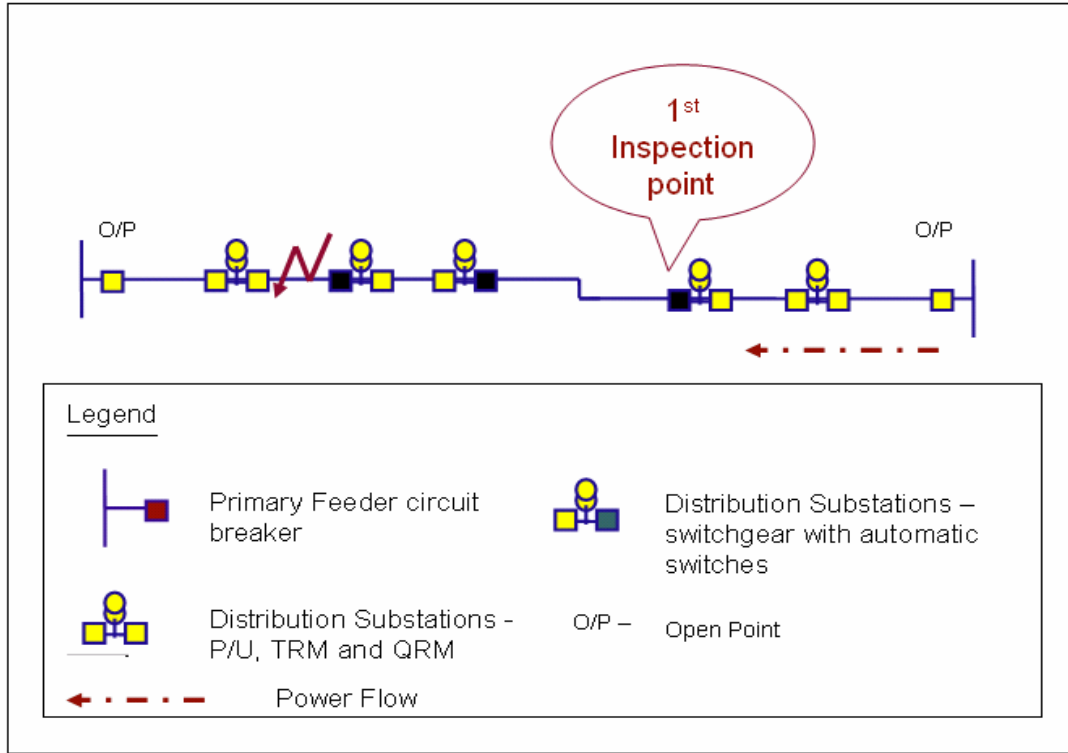 1st
Inspection
point
O/P
O/P
Legend
Primary Feeder circuit
breaker
Distribution Substations –
switchgear with automatic
switches
Distribution Substations -
P/U, TRM and QRM
O/P – Open Point
Power Flow